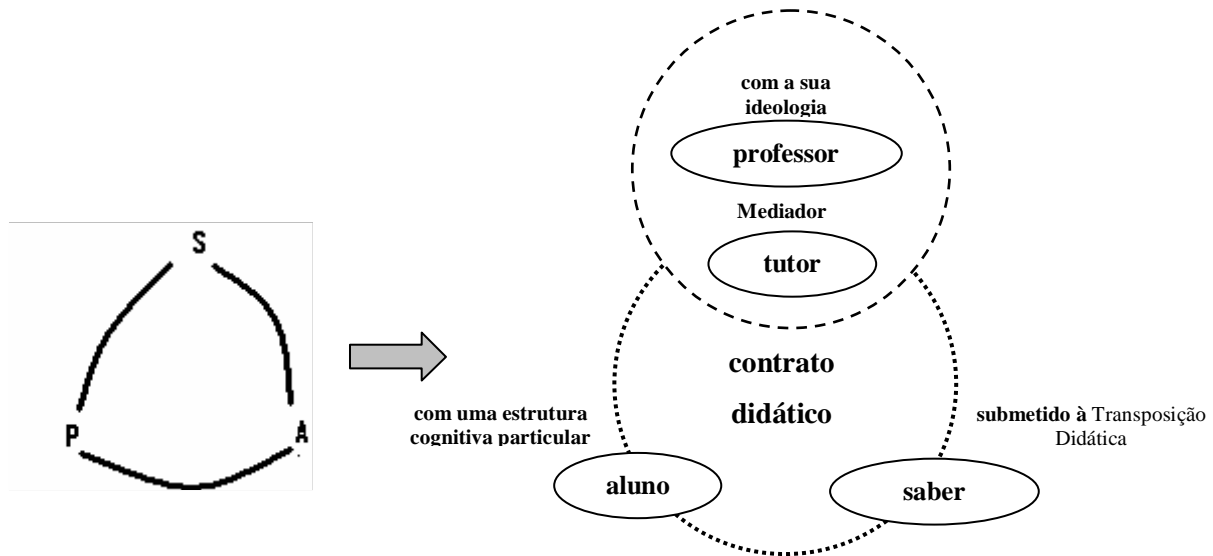 S
P
A
com a sua
ideologia
professor
Mediador
tutor
contrato
didático
com uma estrutura
cognitiva particular
submetido à Transposição
Didática
aluno
saber